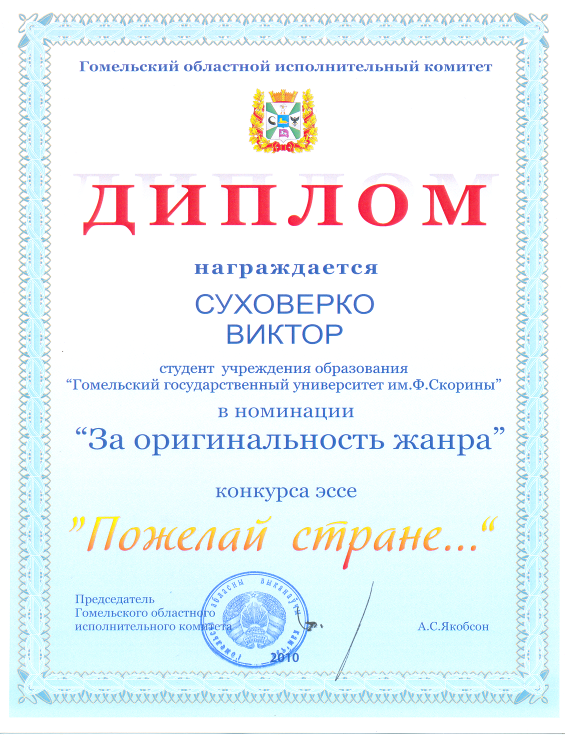 Гомельский областной исполнительный комитет
ДИПЛОМ
награждается
СУХОВЕРКО
ВИКТОР
студент учреждения образования
“Гомельский государственный университет им.Ф.Скорины”
в номинации
“За оригинальность жанра”
конкурса эссе
”Пожелай стране...“
Председатель
Гомельского областного
исполнительного комитета
А.С.Якобсон
2010